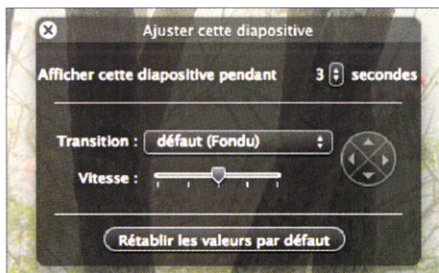 Ajuster cette diapositive
Afficher cette diapositive pendant 3 secondes
Transition : défaut (Fondu)
Vitesse :
Rétablir les valeurs par défaut